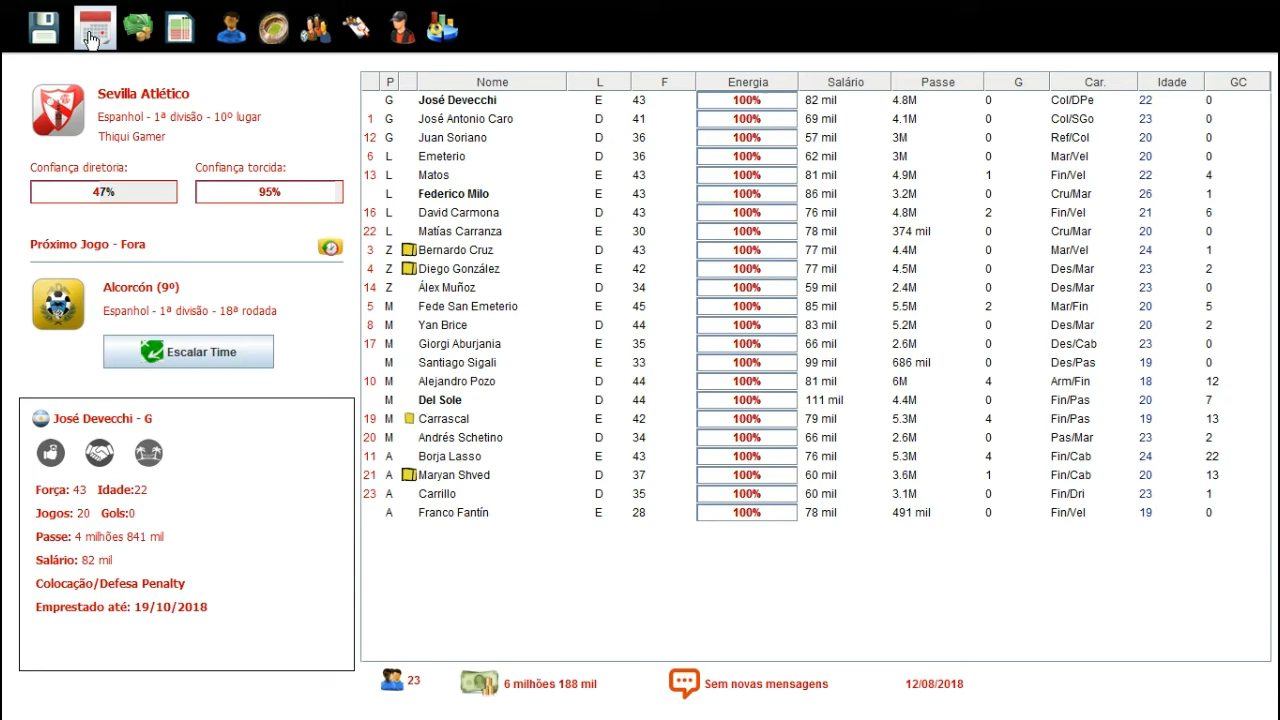 Sevilla Atlético
Espanhol - 1ª divisão - 10º lugar
Thiqui Gamer
Confiança diretoria: Confiança torcida:
47% 95%
Próximo Jogo - Fora
Alcorcón (9º)
Espanhol - 1ª divisão - 18ª rodada
Escalar Time
José Devecchi - G
Força: 43 Idade:22
Jogos: 20 Gols:0
Passe: 4 milhões 841 mil
Salário: 82 mil
Colocação/Defesa Penalty
Emprestado até: 19/10/2018
P Nome L F Energia Salário Passe G Car. Idade GC
G José Devecchi E 43 100% 82 mil 4.8M 0 Col/DPe 22 0
1 G José Antonio Caro D 41 100% 69 mil 4.1M 0 Col/SGo 23 0
12 G Juan Soriano D 36 100% 57 mil 3M 0 Ref/Col 20 0
6 L Emeterio D 36 100% 62 mil 3M 0 Mar/Vel 20 0
13 L Matos E 43 100% 81 mil 4.9M 1 Fin/Vel 22 4
L Federico Milo E 43 100% 86 mil 3.2M 0 Cru/Mar 26 1
16 L David Carmona D 43 100% 76 mil 4.8M 2 Fin/Vel 21 6
22 L Matías Carranza E 30 100% 78 mil 374 mil 0 Cru/Mar 20 0
3 Z Bernardo Cruz D 43 100% 77 mil 4.4M 0 Mar/Vel 24 1
4 Z Diego González E 42 100% 77 mil 4.5M 0 Des/Mar 23 2
14 Z Álex Muñoz D 34 100% 59 mil 2.4M 0 Des/Mar 23 0
5 M Fede San Emeterio E 45 100% 85 mil 5.5M 2 Mar/Fin 20 5
8 M Yan Brice D 44 100% 83 mil 5.2M 0 Des/Mar 20 2
17 M Giorgi Aburjania E 35 100% 66 mil 2.6M 0 Des/Cab 23 0
M Santiago Sigali E 33 100% 99 mil 686 mil 0 Des/Pas 19 0
10 M Alejandro Pozo D 44 100% 81 mil 6M 4 Arm/Fin 18 12
M Del Sole D 44 100% 111 mil 4.4M 0 Fin/Pas 20 7
19 M Carrascal E 42 100% 79 mil 5.3M 4 Fin/Pas 19 13
20 M Andrés Schetino D 34 100% 66 mil 2.6M 0 Pas/Mar 23 2
11 A Borja Lasso E 43 100% 76 mil 5.3M 4 Fin/Cab 24 22
21 A Maryan Shved D 37 100% 60 mil 3.6M 1 Fin/Cab 20 13
23 A Carrillo D 35 100% 60 mil 3.1M 0 Fin/Dri 23 1
A Franco Fantín E 28 100% 78 mil 491 mil 0 Fin/Vel 19 0
23 6 milhões 188 mil Sem novas mensagens 12/08/2018